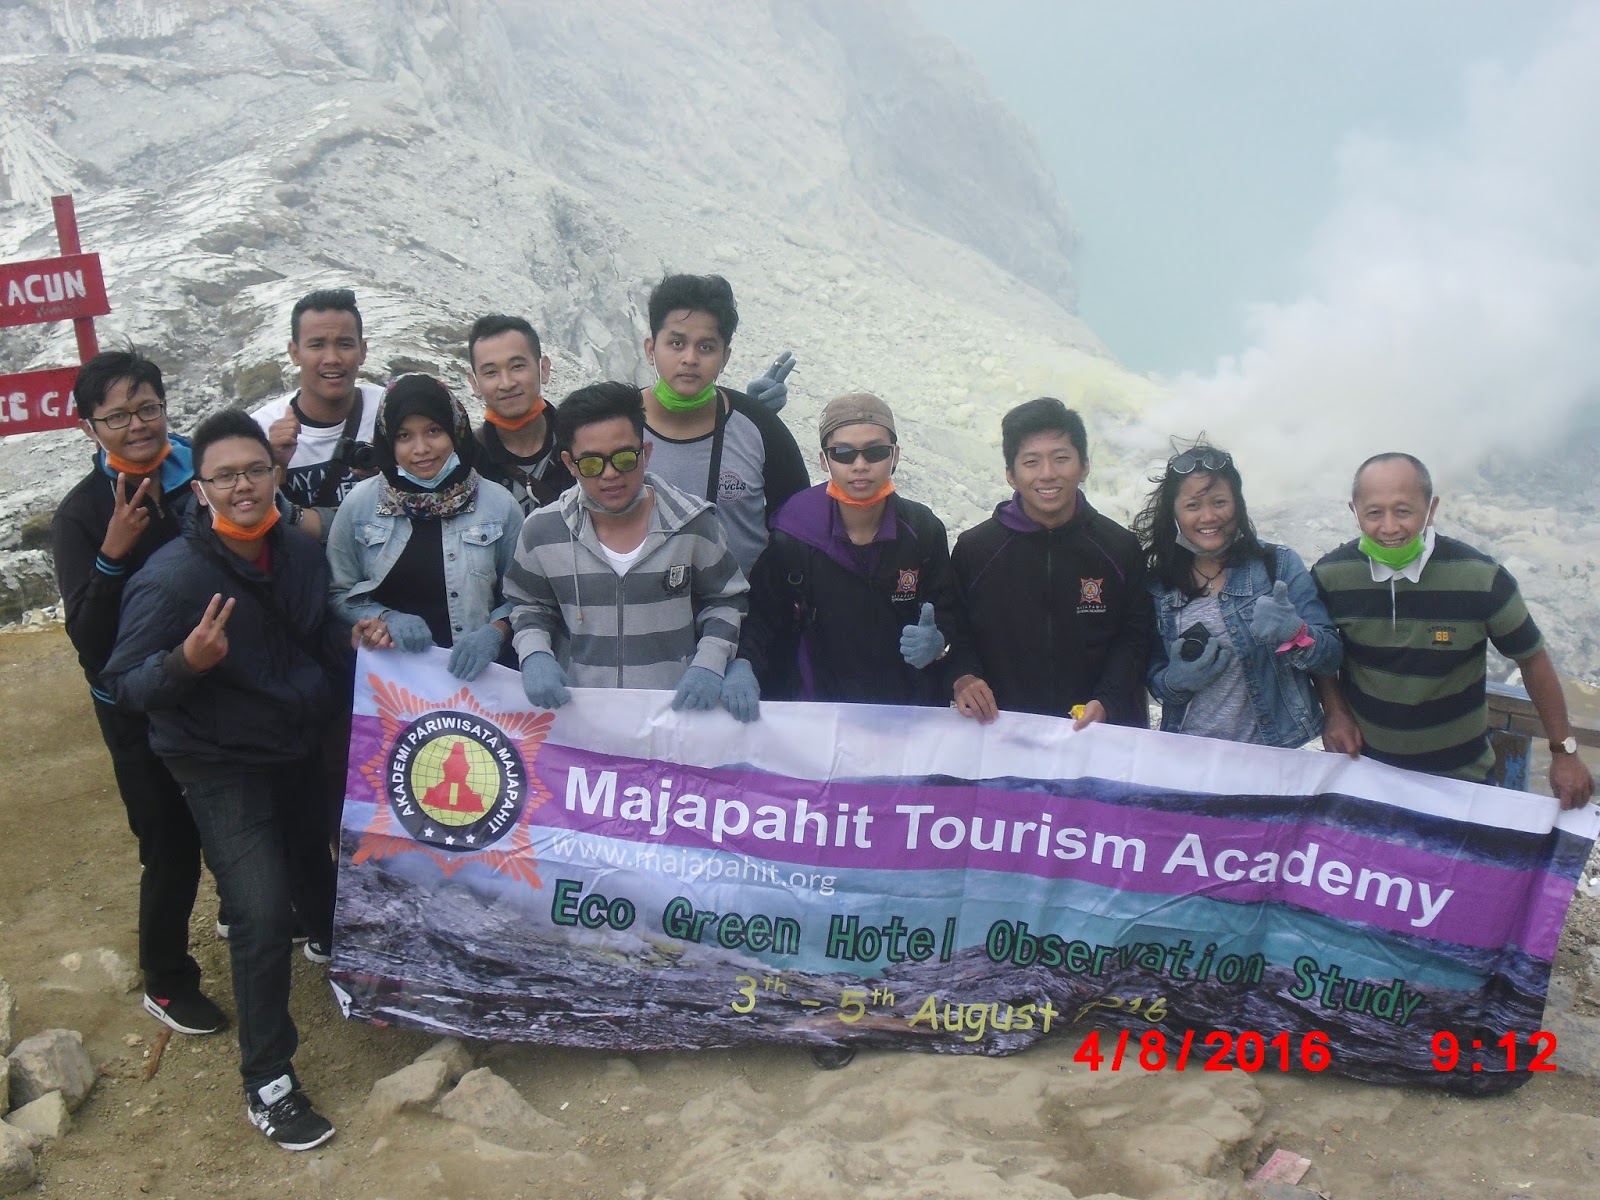 ACUN
AKADEMI PARIWISATA MAJAPAHIT
Majapahit Tourism Academy
www.majapahit.org
Eco Green Hotel Observation Study
3th - 5th August
68
4/8/2016 9:12